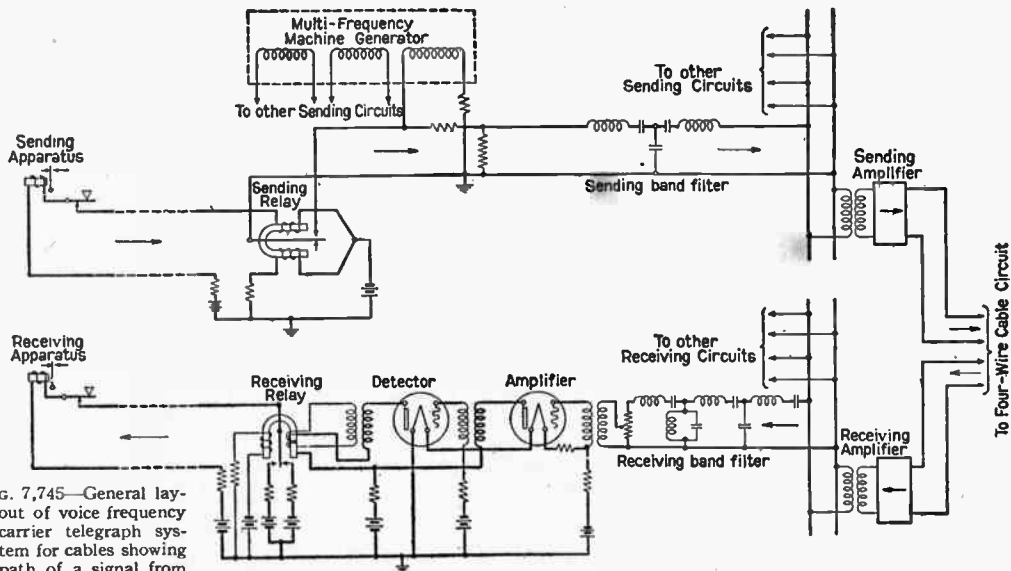 Multi-Frequency
Machine Generator
To other Sending Circuits
To other
Sending Circuits
Sending
Apparatus
Sending
Relay
Sending band filter
Sending
Amplifier
To Four-Wire Cable Circuit
Receiving
Apparatus
Receiving
Relay
Detector
Amplifier
To other
Receiving Circuits
Receiving band filter
Receiving
Amplifier
G. 7,745—General lay-
out of voice frequency
carrier telegraph sys-
tem for cables showing
path of a signal from